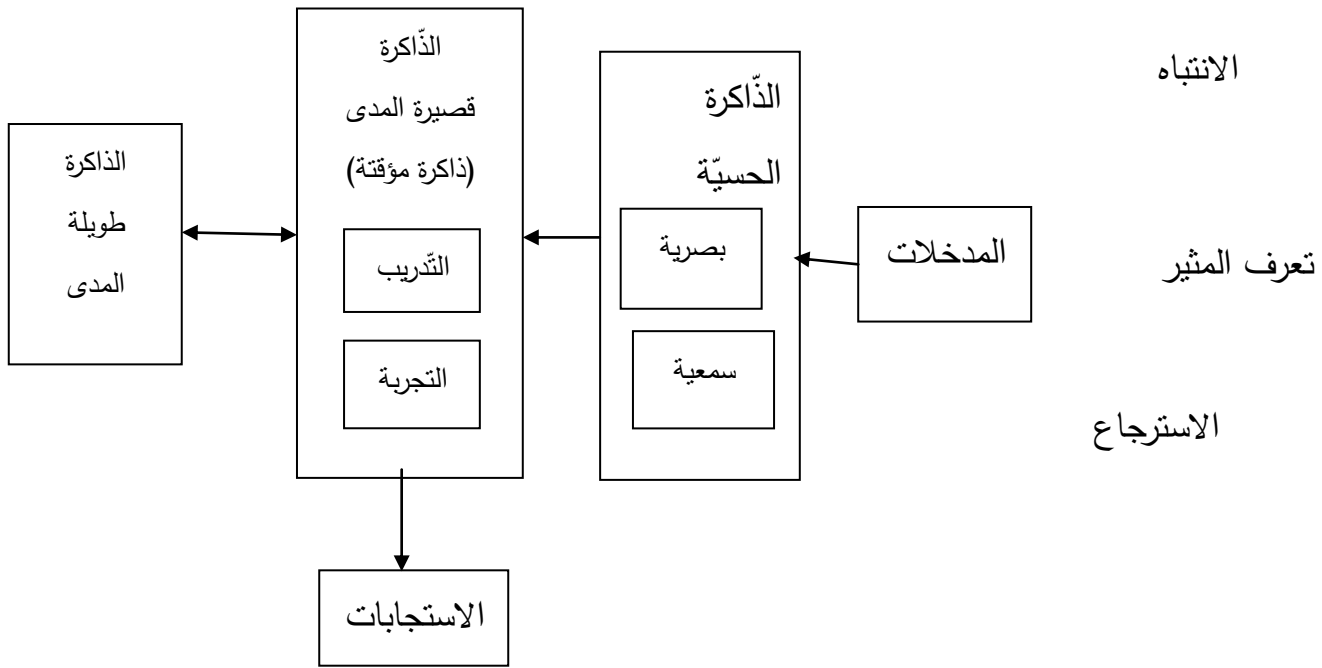 الانتباه
تعرف المثير
الاسترجاع
المدخلات
الذّاكرة
الحسيّة
بصرية
سمعية
الذّاكرة
قصيرة المدى
(ذاكرة مؤقتة)
التّدريب
التجربة
الذاكرة
طويلة
المدى
الاستجابات